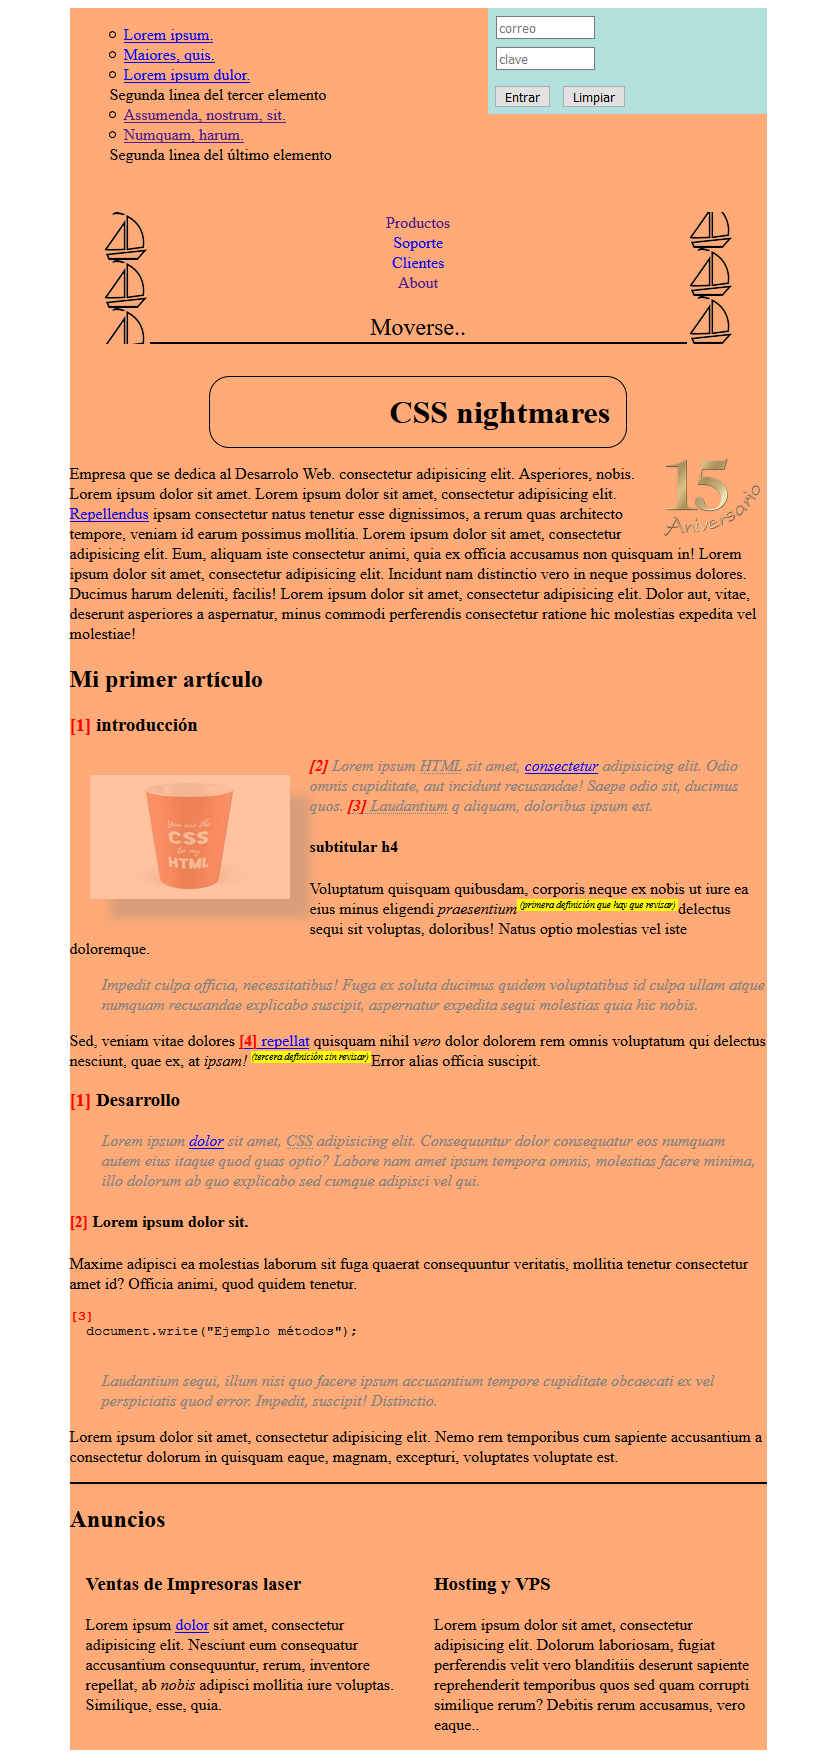 Lorem ipsum.
Maiores, quis.
Lorem ipsum dulor.
Segunda linea del tercer elemento
Assumenda, nostrum, sit.
Numquam, harum.
Segunda linea del último elemento
correo
clave
Entrar Limpiar
Productos
Soporte
Clientes
About
Moverse..
CSS nightmares
15
Aniversario
Empresa que se dedica al Desarrolo Web. consectetur adipisicing elit. Asperiores, nobis.
Lorem ipsum dolor sit amet. Lorem ipsum dolor sit amet, consectetur adipisicing elit.
Repellendus ipsam consectetur natus tenetur esse dignissimos, a rerum quas architecto
tempore, veniam id earum possimus mollitia. Lorem ipsum dolor sit amet, consectetur
adipisicing elit. Eum, aliquam iste consectetur animi, quia ex officia accusamus non quisquam in! Lorem
ipsum dolor sit amet, consectetur adipisicing elit. Incidunt nam distinctio vero in neque possimus dolores.
Ducimus harum deleniti, facilis! Lorem ipsum dolor sit amet, consectetur adipisicing elit. Dolor aut, vitae,
deserunt asperiores a aspernatur, minus commodi perferendis consectetur ratione hic molestias expedita vel
molestiae!
Mi primer artículo
[1] introducción
You are the
CSS
to my
HTML
[2] Lorem ipsum HTML sit amet, consectetur adipisicing elit. Odio
omnis cupiditate, aut incidunt recusandae! Saepe odio sit, ducimus
quos. [3] Laudantium q aliquam, doloribus ipsum est.
subtitular h4
Voluptatum quisquam quibusdam, corporis neque ex nobis ut iure ea
eius minus eligendi praesentium (primera definición que hay que revisar) delectus
sequi sit voluptas, doloribus! Natus optio molestias vel iste
doloremque.
Impedit culpa officia, necessitatibus! Fuga ex soluta ducimus quidem voluptatibus id culpa ullam atque
numquam recusandae explicabo suscipit, aspernatur expedita sequi molestias quia hic nobis.
Sed, veniam vitae dolores [4] repellat quisquam nihil vero dolor dolorem rem omnis voluptatum qui delectus
nesciunt, quae ex, at ipsam! (tercera definición sin revisar) Error alias officia suscipit.
[1] Desarrollo
Lorem ipsum dolor sit amet, CSS adipisicing elit. Consequuntur dolor consequatur eos numquam
autem eius itaque quod quas optio? Labore nam amet ipsum tempora omnis, molestias facere minima,
illo dolorum ab quo explicabo sed cumque adipisci vel qui.
[2] Lorem ipsum dolor sit.
Maxime adipisci ea molestias laborum sit fuga quaerat consequuntur veritatis, mollitia tenetur consectetur
amet id? Officia animi, quod quidem tenetur.
[3]
document.write("Ejemplo métodos");
Laudantium sequi, illum nisi quo facere ipsum accusantium tempore cupiditate obcaecati ex vel
perspiciatis quod error. Impedit, suscipit! Distinctio.
Lorem ipsum dolor sit amet, consectetur adipisicing elit. Nemo rem temporibus cum sapiente accusantium a
consectetur dolorum in quisquam eaque, magnam, excepturi, voluptates voluptate est.
Anuncios
Ventas de Impresoras laser
Lorem ipsum dolor sit amet, consectetur
adipisicing elit. Nesciunt eum consequatur
accusantium consequuntur, rerum, inventore
repellat, ab nobis adipisci mollitia iure voluptas.
Similique, esse, quia.
Hosting y VPS
Lorem ipsum dolor sit amet, consectetur
adipisicing elit. Dolorum laboriosam, fugiat
perferendis velit vero blanditiis deserunt sapiente
reprehenderit temporibus quos sed quam corrupti
similique rerum? Debitis rerum accusamus, vero
eaque..